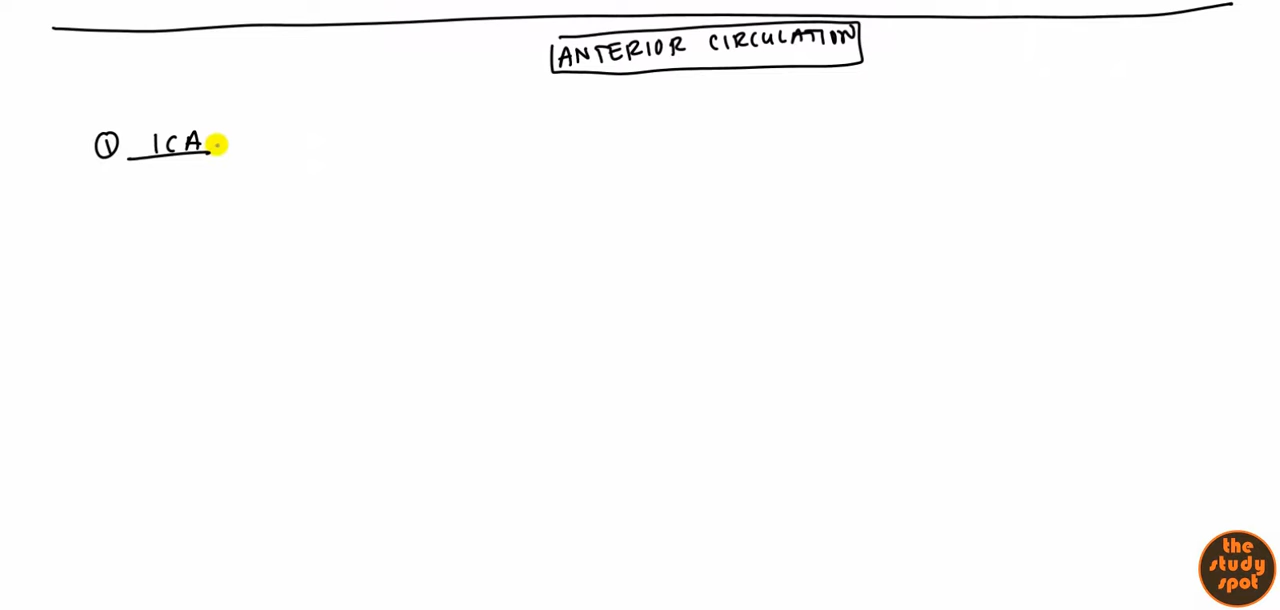 ANTERIOR CIRCULATION
① ICA
the
study
spot